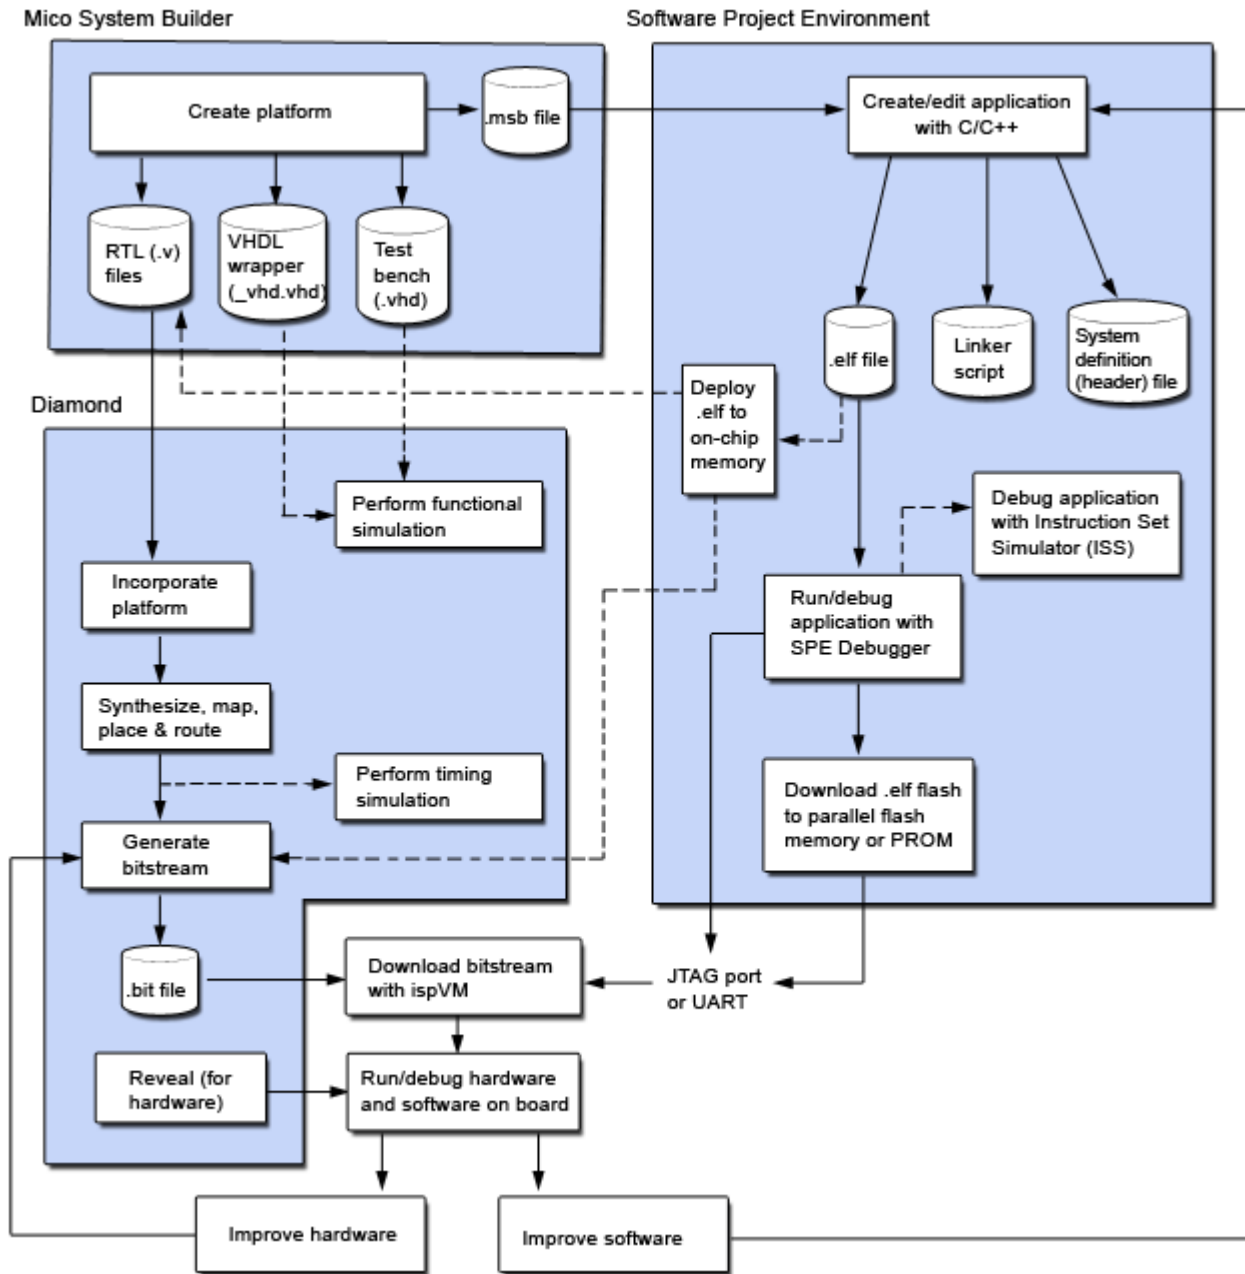 Mico System Builder
Software Project Environment
Create platform
.msb file
Create/edit application
with C/C++
RTL (.v)
files
VHDL
wrapper
(_vhd.vhd)
Test
bench
(.vhd)
.elf file
Linker
script
System
definition
(header) file
Deploy
.elf to
on-chip
memory
Diamond
Perform functional
simulation
Debug application
with Instruction Set
Simulator (ISS)
Incorporate
platform
Run/debug
application with
SPE Debugger
Synthesize, map,
place & route
Perform timing
simulation
Download .elf flash
to parallel flash
memory or PROM
Generate
bitstream
.bit file
Download bitstream
with ispVM
JTAG port
or UART
Reveal (for
hardware)
Run/debug hardware
and software on board
Improve hardware
Improve software